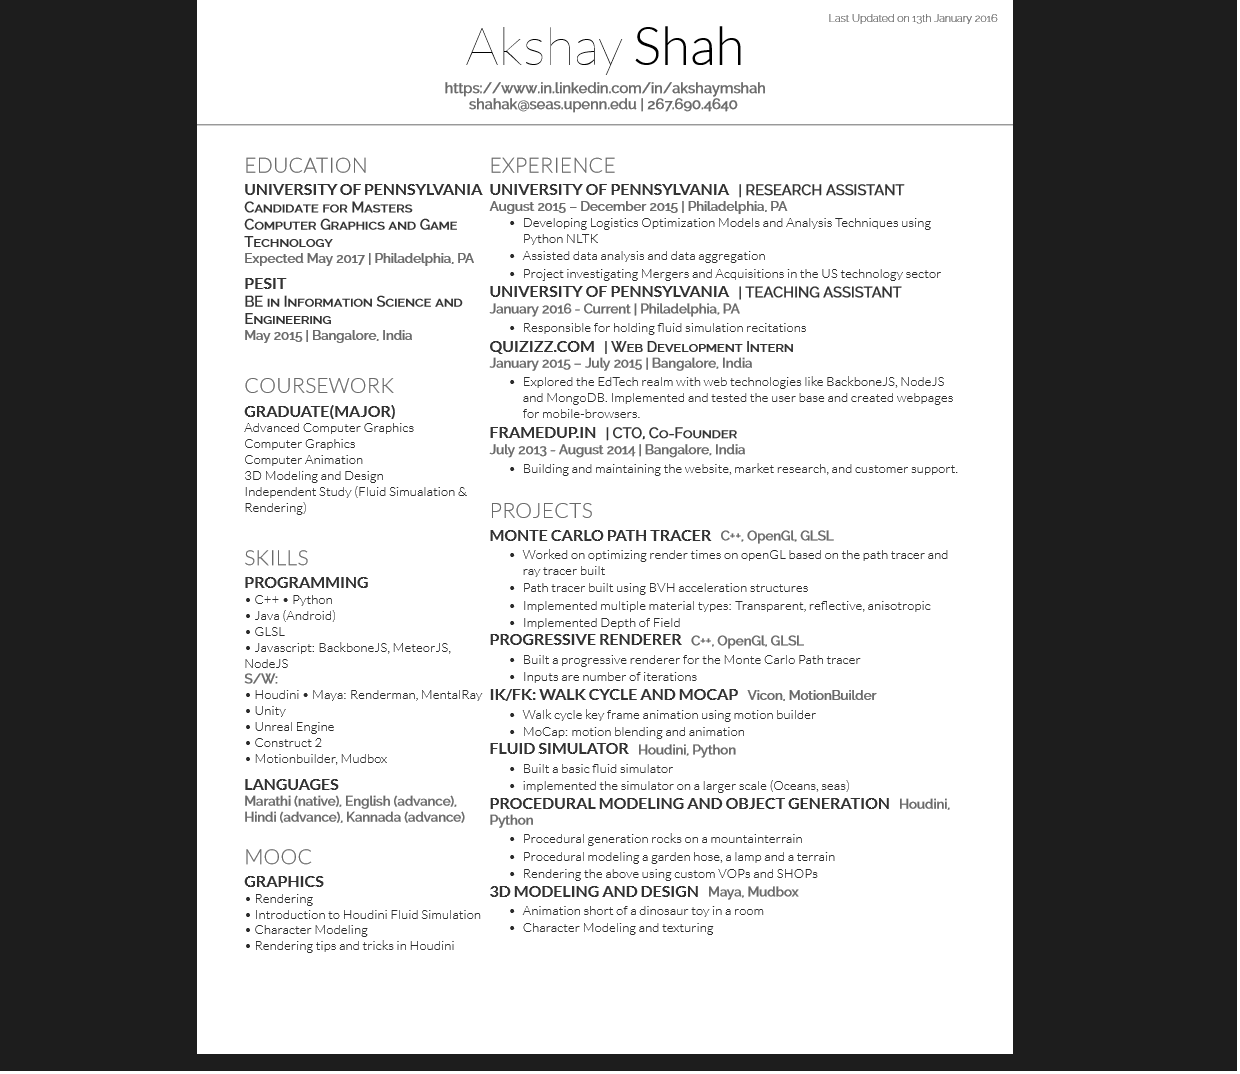 Last Updated on 13th January 2016
Akshay Shah
https://www.in.linkedin.com/in/akshaymshah
shahak@seas.upenn.edu | 267.690.4640
EDUCATION
UNIVERSITY OF PENNSYLVANIA
Candidate for Masters
Computer Graphics and Game
Technology
Expected May 2017 | Philadelphia, PA
PESIT
BE in Information Science and
Engineering
May 2015 | Bangalore, India
COURSEWORK
GRADUATE(MAJOR)
Advanced Computer Graphics
Computer Graphics
Computer Animation
3D Modeling and Design
Independent Study (Fluid Simualation &
Rendering)
SKILLS
PROGRAMMING
• C++ • Python
• Java (Android)
• GLSL
• Javascript: BackboneJS, MeteorJS,
NodeJS
S/W:
• Houdini • Maya: Renderman, MentalRay
• Unity
• Unreal Engine
• Construct 2
• Motionbuilder, Mudbox
LANGUAGES
Marathi (native), English (advance),
Hindi (advance), Kannada (advance)
MOOC
GRAPHICS
• Rendering
• Introduction to Houdini Fluid Simulation
• Character Modeling
• Rendering tips and tricks in Houdini
EXPERIENCE
UNIVERSITY OF PENNSYLVANIA | RESEARCH ASSISTANT
August 2015 – December 2015 | Philadelphia, PA
• Developing Logistics Optimization Models and Analysis Techniques using
Python NLTK
• Assisted data analysis and data aggregation
• Project investigating Mergers and Acquisitions in the US technology sector
UNIVERSITY OF PENNSYLVANIA | TEACHING ASSISTANT
January 2016 - Current | Philadelphia, PA
• Responsible for holding fluid simulation recitations
QUIZIZZ.COM | Web Development Intern
January 2015 – July 2015 | Bangalore, India
• Explored the EdTech realm with web technologies like BackboneJS, NodeJS
and MongoDB. Implemented and tested the user base and created webpages
for mobile-browsers.
FRAMEDUP.IN | CTO, Co-Founder
July 2013 - August 2014 | Bangalore, India
• Building and maintaining the website, market research, and customer support.
PROJECTS
MONTE CARLO PATH TRACER C++, OpenGl, GLSL
• Worked on optimizing render times on openGL based on the path tracer and
ray tracer built
• Path tracer built using BVH acceleration structures
• Implemented multiple material types: Transparent, reflective, anisotropic
• Implemented Depth of Field
PROGRESSIVE RENDERER C++, OpenGl, GLSL
• Built a progressive renderer for the Monte Carlo Path tracer
• Inputs are number of iterations
IK/FK: WALK CYCLE AND MOCAP Vicon, MotionBuilder
• Walk cycle key frame animation using motion builder
• MoCap: motion blending and animation
FLUID SIMULATOR Houdini, Python
• Built a basic fluid simulator
• implemented the simulator on a larger scale (Oceans, seas)
PROCEDURAL MODELING AND OBJECT GENERATION Houdini,
Python
• Procedural generation rocks on a mountainterrain
• Procedural modeling a garden hose, a lamp and a terrain
• Rendering the above using custom VOPs and SHOPs
3D MODELING AND DESIGN Maya, Mudbox
• Animation short of a dinosaur toy in a room
• Character Modeling and texturing